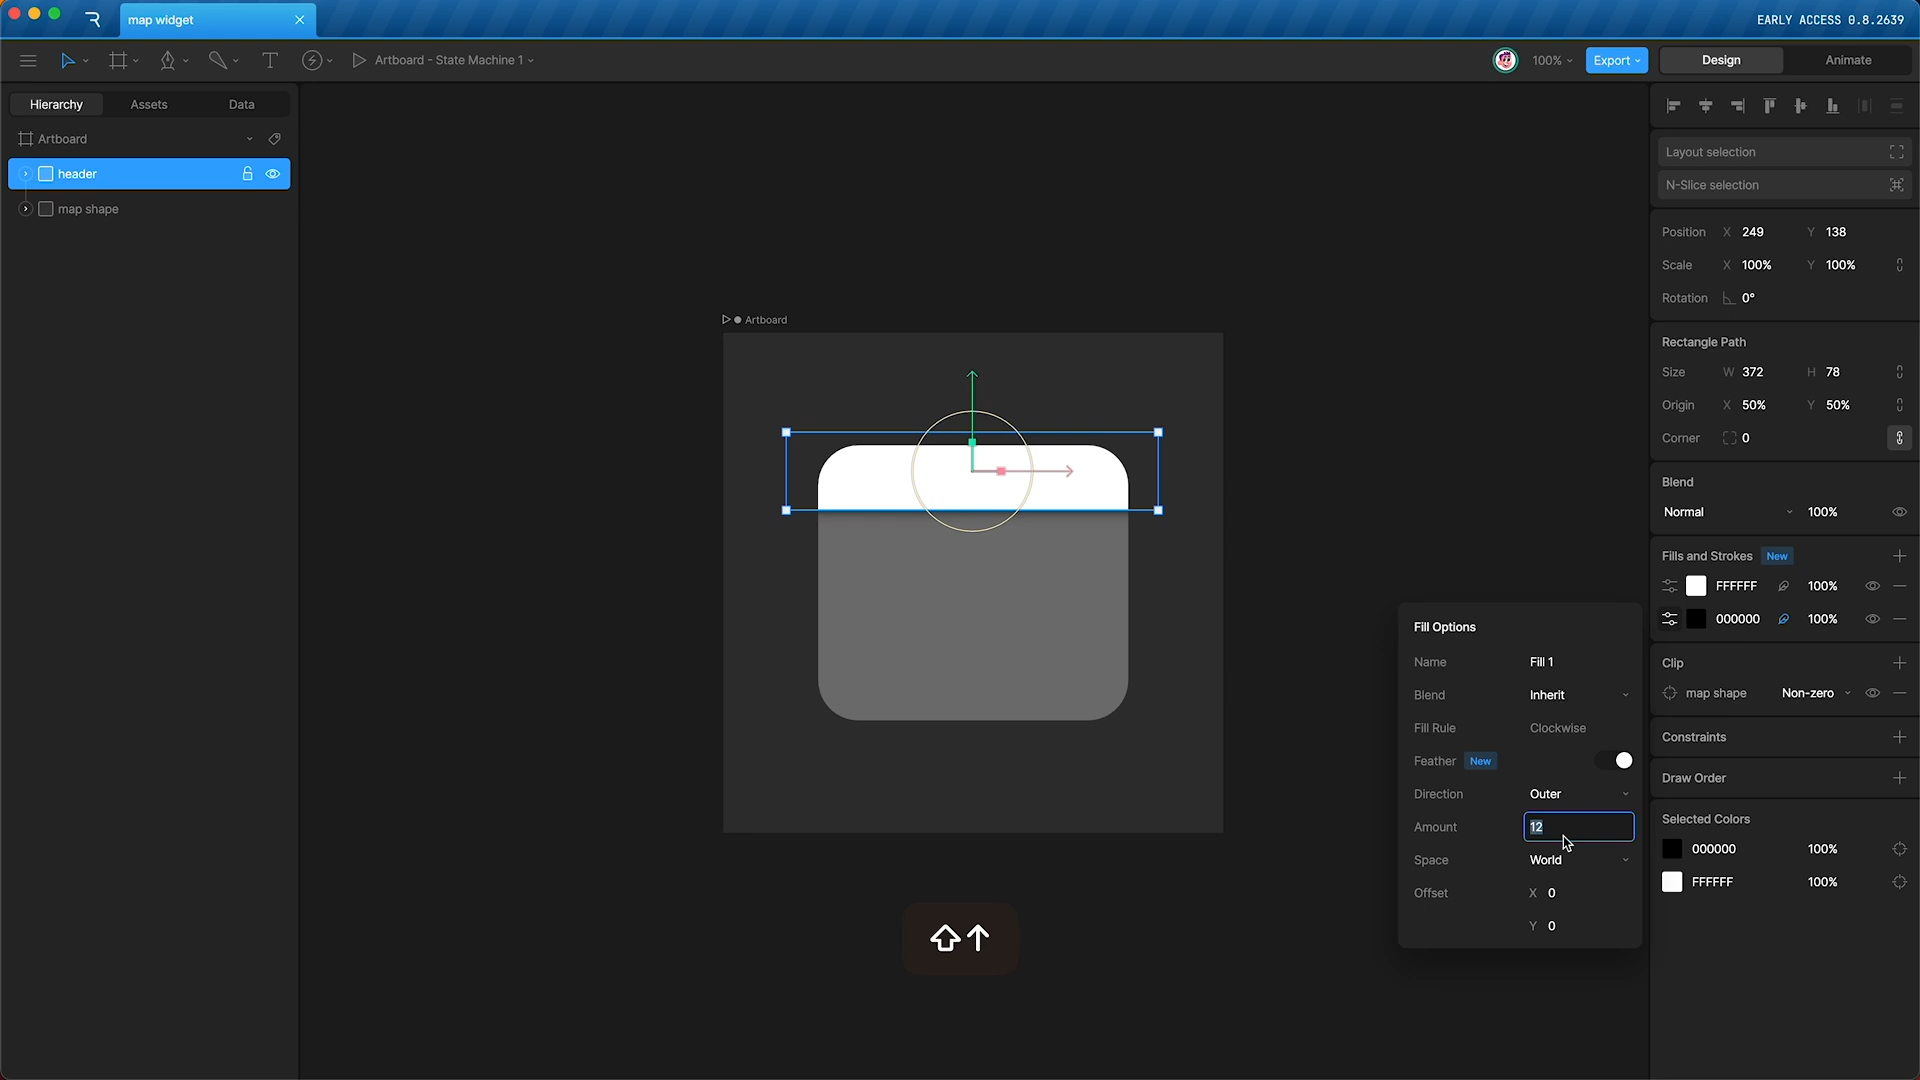 map widget
EARLY ACCESS 0.8.2639
Artboard - State Machine 1
100%
Export
Design
Animate
Hierarchy
Assets
Data
Artboard
header
map shape
Artboard
Layout selection
N-Slice selection
Position X 249 Y 138
Scale X 100% Y 100%
Rotation 0°
Rectangle Path
Size W 372 H 78
Origin X 50% Y 50%
Corner 0
Blend
Normal 100%
Fills and Strokes New
FFFFFF 100%
000000 100%
Clip
map shape Non-zero
Constraints
Draw Order
Selected Colors
000000 100%
FFFFFF 100%
Fill Options
Name Fill 1
Blend Inherit
Fill Rule Clockwise
Feather New
Direction Outer
Amount 12
Space World
Offset X 0
Y 0